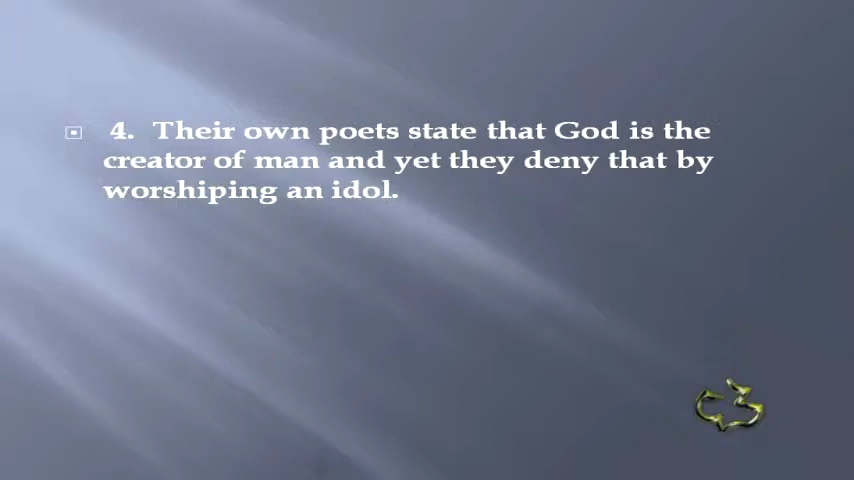 4. Their own poets state that God is the
creator of man and yet they deny that by
worshiping an idol.